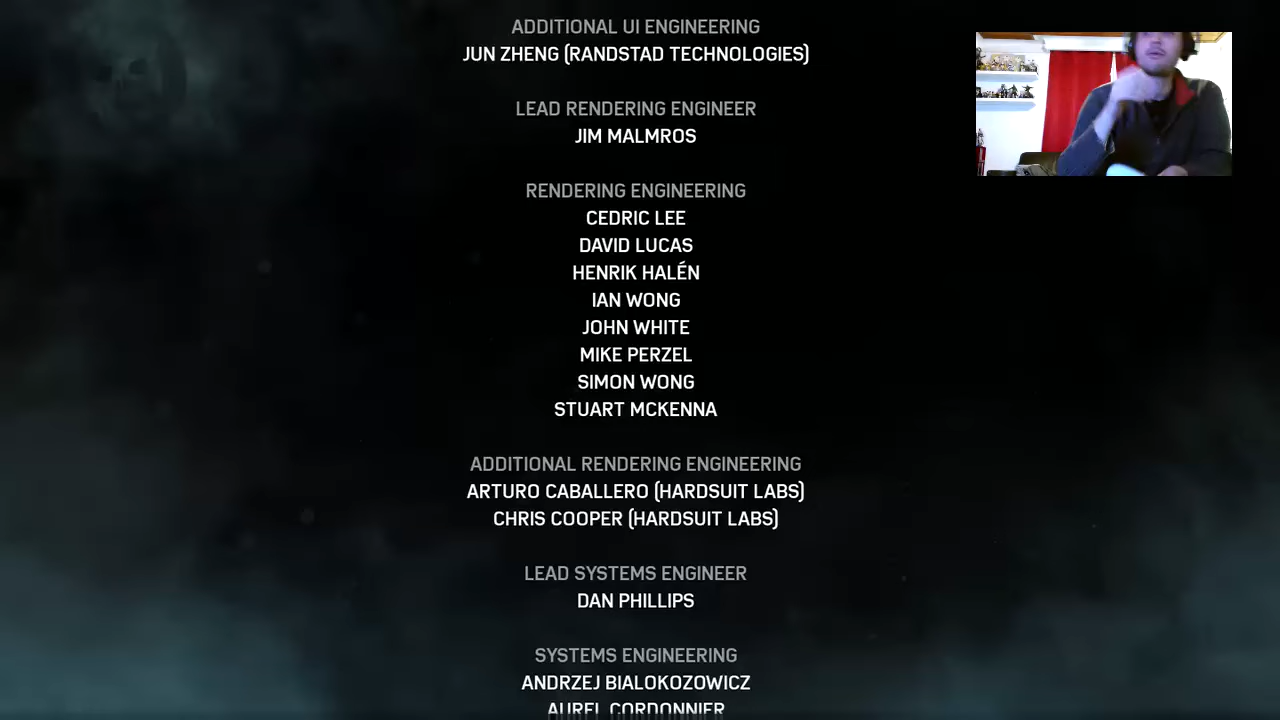 ADDITIONAL UI ENGINEERING
JUN ZHENG (RANDSTAD TECHNOLOGIES)
LEAD RENDERING ENGINEER
JIM MALMROS
RENDERING ENGINEERING
CEDRIC LEE
DAVID LUCAS
HENRIK HALÉN
IAN WONG
JOHN WHITE
MIKE PERZEL
SIMON WONG
STUART MCKENNA
ADDITIONAL RENDERING ENGINEERING
ARTURO CABALLERO (HARDSUIT LABS)
CHRIS COOPER (HARDSUIT LABS)
LEAD SYSTEMS ENGINEER
DAN PHILLIPS
SYSTEMS ENGINEERING
ANDRZEJ BIALOKOZOWICZ
AUREL CORDONNIER